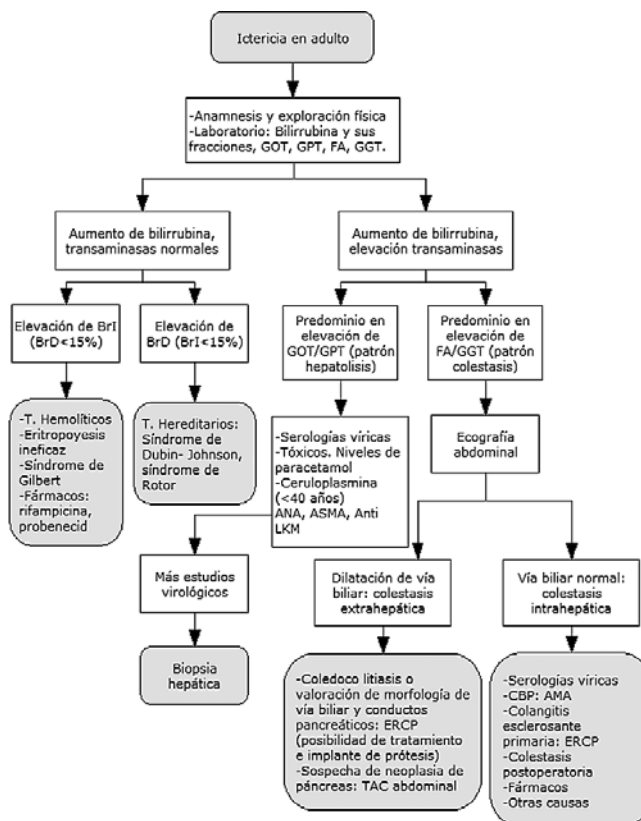 Ictericia en adulto
-Anamnesis y exploración física
-Laboratorio: Bilirrubina y sus
fracciones, GOT, GPT, FA, GGT.
Aumento de bilirrubina,
transaminasas normales
Aumento de bilirrubina,
elevación transaminasas
Elevación de BrI
(BrD<15%)
Elevación de
BrD (BrI<15%)
Predominio en
elevación de
GOT/GPT (patrón
hepatolisis)
Predominio en
elevación de
FA/GGT (patrón
colestasis)
-T. Hemolíticos
-Eritropoyesis
ineficaz
-Síndrome de
Gilbert
-Fármacos:
rifampicina,
probenecid
T. Hereditarios:
Síndrome de
Dubin- Johnson,
síndrome de
Rotor
-Serologías víricas
-Tóxicos. Niveles de
paracetamol
-Ceruloplasmina
(<40 años)
ANA, ASMA, Anti
LKM
Ecografía
abdominal
Más estudios
virológicos
Dilatación de vía
biliar: colestasis
extrahepática
Vía biliar normal:
colestasis
intrahepática
Biopsia
hepática
-Coledoco litiasis o
valoración de morfología de
vía biliar y conductos
pancreáticos: ERCP
(posibilidad de tratamiento
e implante de prótesis)
-Sospecha de neoplasia de
páncreas: TAC abdominal
-Serologías víricas
-CBP: AMA
-Colangitis
esclerosante
primaria: ERCP
-Colestasis
postoperatoria
-Fármacos
-Otras causas